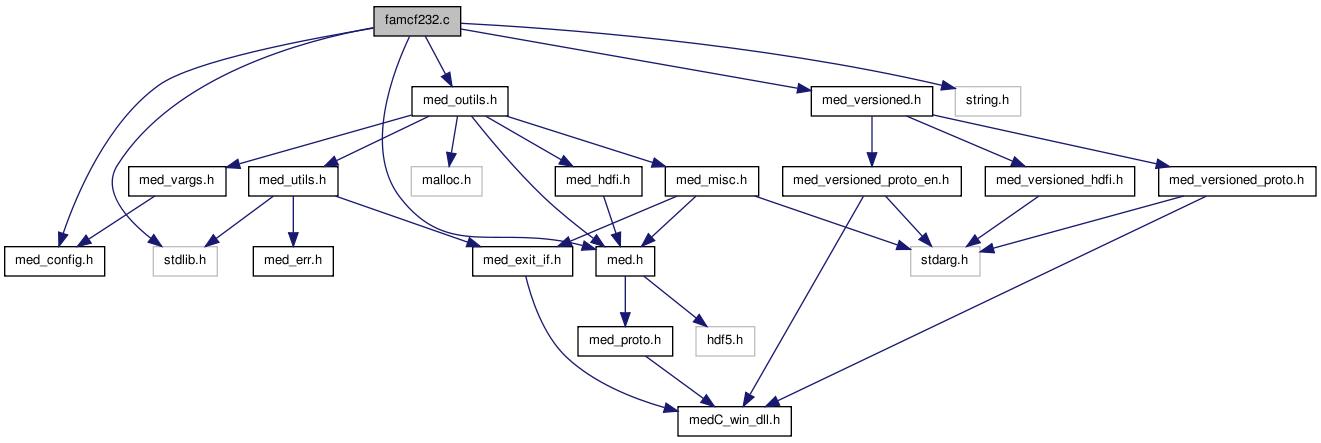 famcf232.c
med_outils.h
med_versioned.h
string.h
med_vargs.h
med_utils.h
malloc.h
med_hdfi.h
med_misc.h
med_versioned_proto_en.h
med_versioned_hdfi.h
med_versioned_proto.h
med_config.h
stdlib.h
med_err.h
med_exit_if.h
med.h
stdarg.h
med_proto.h
hdf5.h
medC_win_dll.h